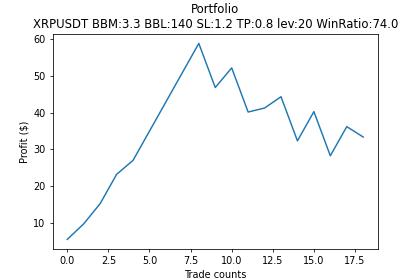 Portfolio
XRPUSDT BBM:3.3 BBL:140 SL:1.2 TP:0.8 lev:20 WinRatio:74.0
60
50
40
30
20
10
Profit ($)
0.0 2.5 5.0 7.5 10.0 12.5 15.0 17.5
Trade counts